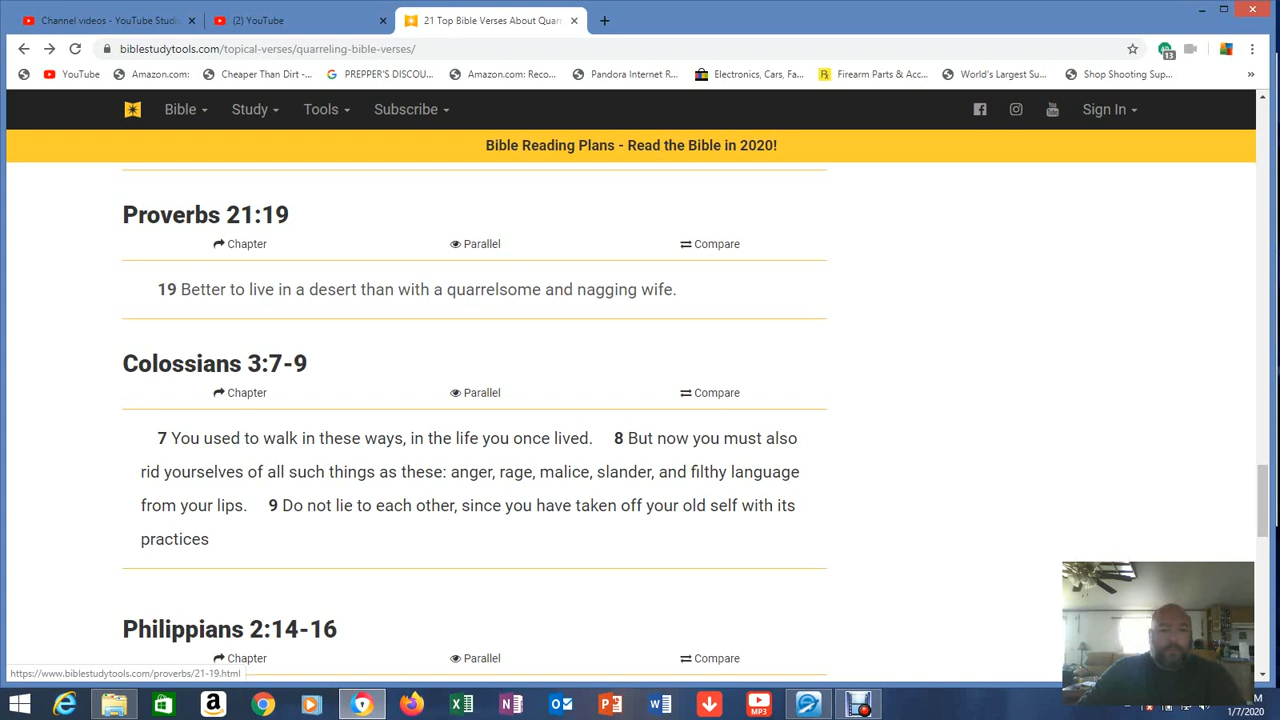 Channel videos - YouTube Studi
(2) YouTube
21 Top Bible Verses About Quar
biblestudytools.com/topical-verses/quarreling-bible-verses/
13
YouTube
Amazon.com:
Cheaper Than Dirt -...
PREPPER'S DISCOU...
Amazon.com: Reco...
Pandora Internet R...
Electronics, Cars, Fa...
Firearm Parts & Acc...
World's Largest Su...
Shop Shooting Sup...
»
Bible
Study
Tools
Subscribe
Sign In
Bible Reading Plans - Read the Bible in 2020!
Proverbs 21:19
Chapter
Parallel
Compare
19 Better to live in a desert than with a quarrelsome and nagging wife.
Colossians 3:7-9
Chapter
Parallel
Compare
7 You used to walk in these ways, in the life you once lived. 8 But now you must also
rid yourselves of all such things as these: anger, rage, malice, slander, and filthy language
from your lips. 9 Do not lie to each other, since you have taken off your old self with its
practices
Philippians 2:14-16
Chapter
Parallel
Compare
https://www.biblestudytools.com/proverbs/21-19.html
MP3
1/7/2020